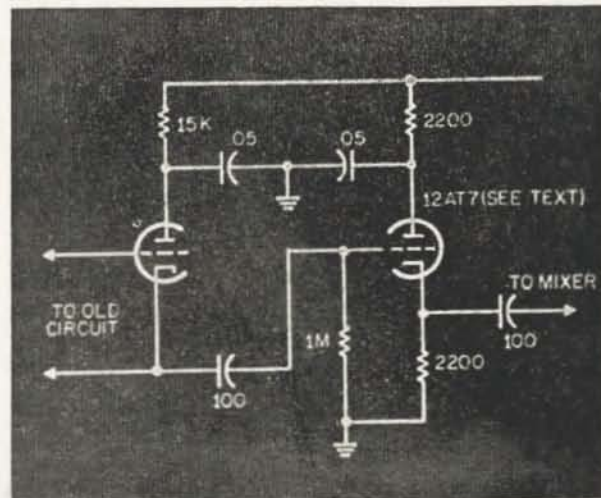 15K
05
05
2200
12AT7(SEE TEXT)
TO OLD
CIRCUIT
TO MIXER
100
1M
2200
100